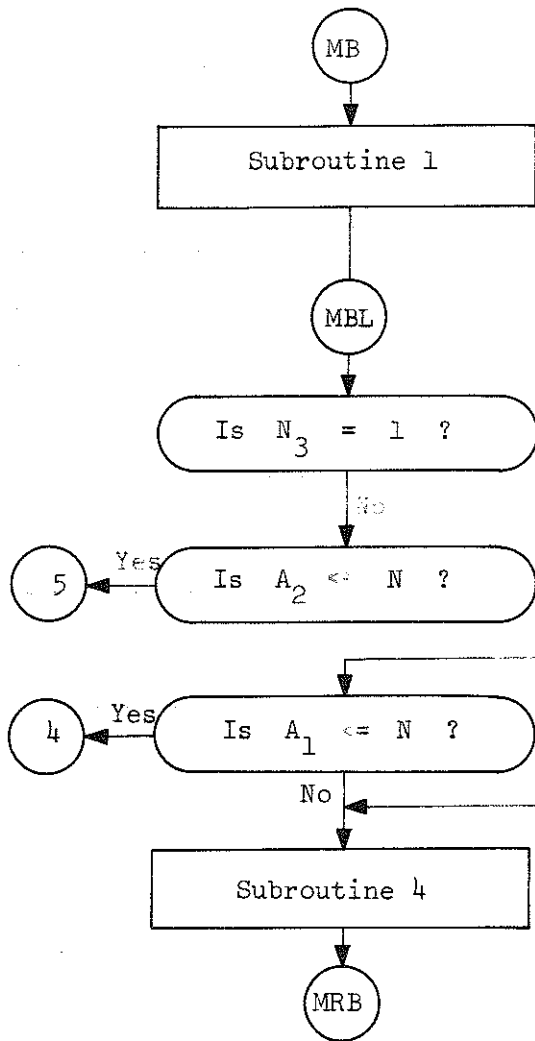 MB
Subroutine 1
MBL
Is N3 = 1 ?
No
Yes
5
Is A2 <= N ?
Yes
4
Is A1 <= N ?
No
Subroutine 4
MRB